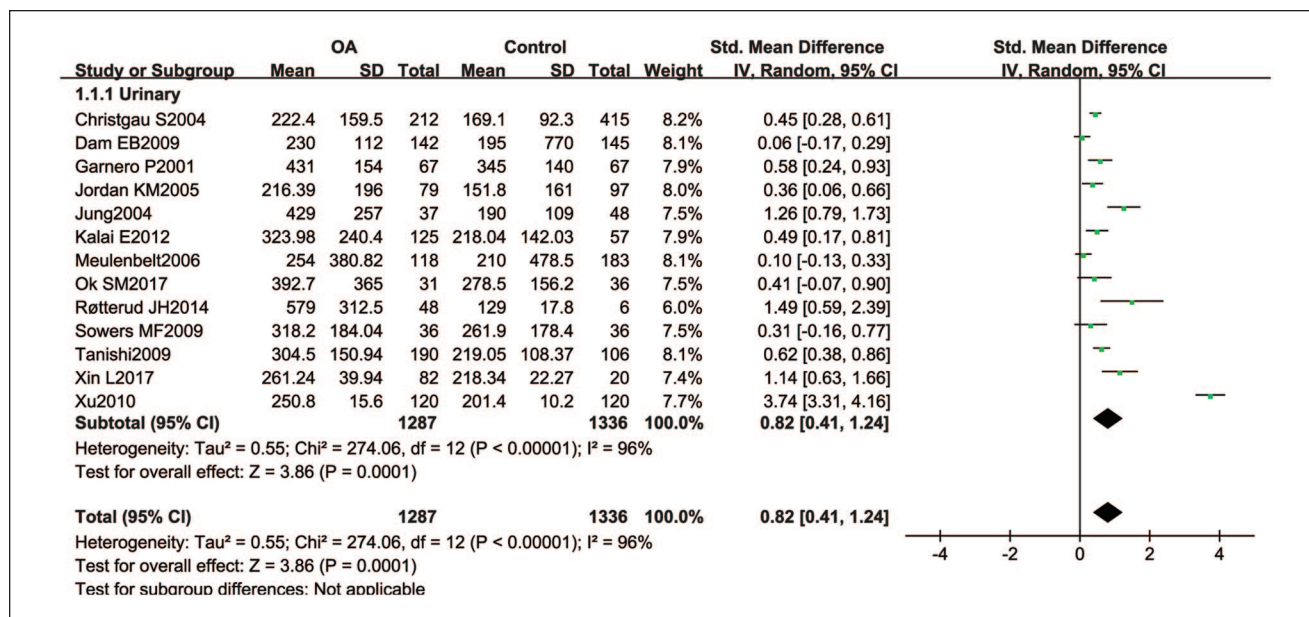 OA Control Std. Mean Difference Std. Mean Difference
Study or Subgroup Mean SD Total Mean SD Total Weight IV, Random, 95% CI IV, Random, 95% CI
1.1.1 Urinary
Christgau S2004 222.4 159.5 212 169.1 92.3 415 8.2% 0.45 [0.28, 0.61]
Dam EB2009 230 112 142 195 770 145 8.1% 0.06 [-0.17, 0.29]
Garnero P2001 431 154 67 345 140 67 7.9% 0.58 [0.24, 0.93]
Jordan KM2005 216.39 196 79 151.8 161 97 8.0% 0.36 [0.06, 0.66]
Jung2004 429 257 37 190 109 48 7.5% 1.26 [0.79, 1.73]
Kalai E2012 323.98 240.4 125 218.04 142.03 57 7.9% 0.49 [0.17, 0.81]
Meulenbelt2006 254 380.82 118 210 478.5 183 8.1% 0.10 [-0.13, 0.33]
Ok SM2017 392.7 365 31 278.5 156.2 36 7.5% 0.41 [-0.07, 0.90]
Røtterud JH2014 579 312.5 48 129 17.8 6 6.0% 1.49 [0.59, 2.39]
Sowers MF2009 318.2 184.04 36 261.9 178.4 36 7.5% 0.31 [-0.16, 0.77]
Tanishi2009 304.5 150.94 190 219.05 108.37 106 8.1% 0.62 [0.38, 0.86]
Xin L2017 261.24 39.94 82 218.34 22.27 20 7.4% 1.14 [0.63, 1.66]
Xu2010 250.8 15.6 120 201.4 10.2 120 7.7% 3.74 [3.31, 4.16]
Subtotal (95% CI) 1287 1336 100.0% 0.82 [0.41, 1.24]
Heterogeneity: Tau² = 0.55; Chi² = 274.06, df = 12 (P < 0.00001); I² = 96%
Test for overall effect: Z = 3.86 (P = 0.0001)
Total (95% CI) 1287 1336 100.0% 0.82 [0.41, 1.24]
Heterogeneity: Tau² = 0.55; Chi² = 274.06, df = 12 (P < 0.00001); I² = 96%
Test for overall effect: Z = 3.86 (P = 0.0001)
Test for subgroup differences: Not applicable
-4 -2 0 2 4